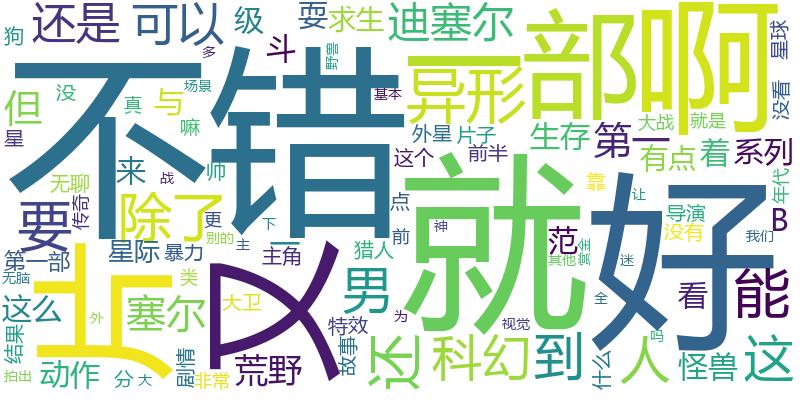 还是
可以
级
耍
求生
迪塞尔
狗
多
野兽
斗
不错
异形
一
部
啊
星球
没看
场景
基本
但
没
真
与
嘛
星
外星
片子
大战
就是
生存
第一
有点
着
系列
无聊
来
帅
这个
前半
年代
传奇
战
就
好
靠
让
要
除了
更
别的
点
前
神
范
导演
没有
B
我们
第一部
星际
暴力
主
下
一
主角
猎人
其他
迷
看
能
无脑
上
又
男
还
这么
塞尔
类
大卫
外
特效
为
视觉
全
吗
结果
故事
科幻
到
人
怪兽
这
什么
拍出
动作
分
大
剧情
非常
荒野